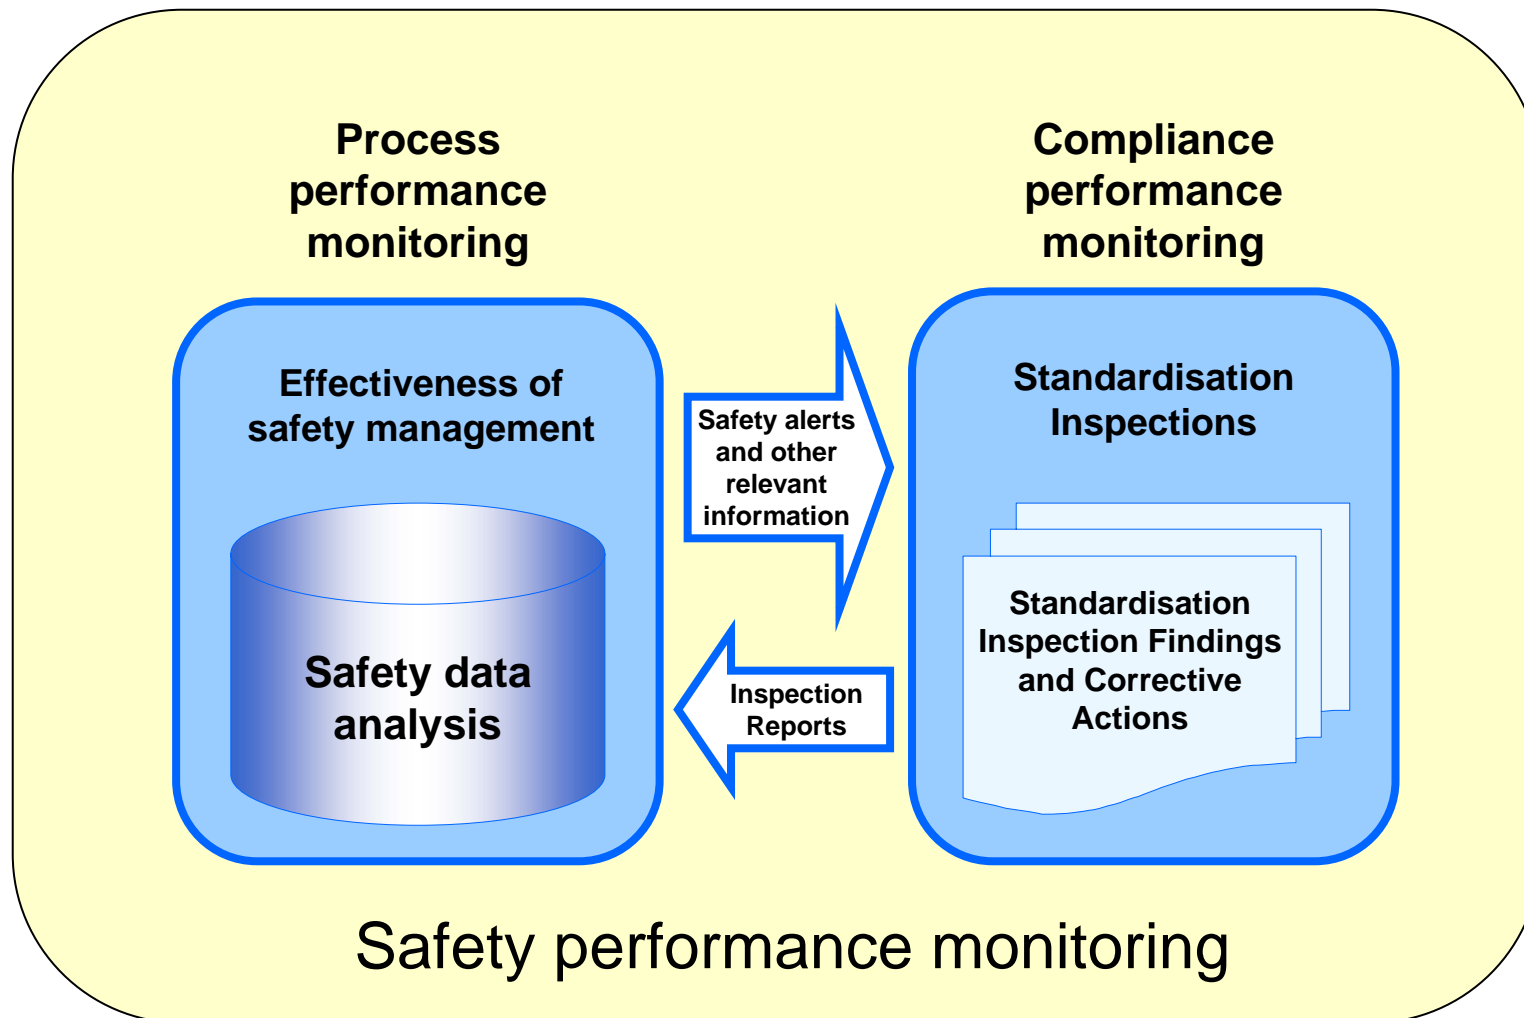 Process
performance
monitoring
Compliance
performance
monitoring
Effectiveness of
safety management
Safety data
analysis
Safety alerts
and other
relevant
information
Inspection
Reports
Standardisation
Inspections
Standardisation
Inspection Findings
and Corrective
Actions
Safety performance monitoring